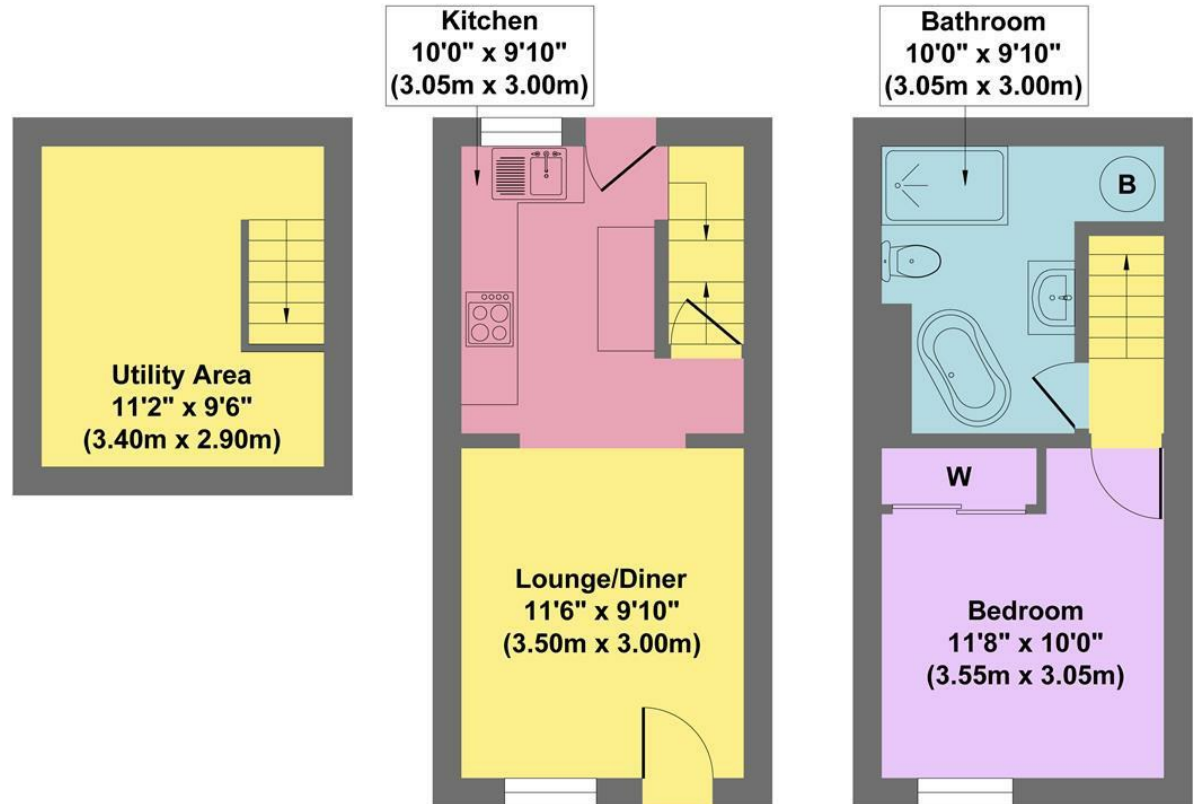 Kitchen
10'0" x 9'10"
(3.05m x 3.00m)
Bathroom
10'0" x 9'10"
(3.05m x 3.00m)
B
Utility Area
11'2" x 9'6"
(3.40m x 2.90m)
W
Lounge/Diner
11'6" x 9'10"
(3.50m x 3.00m)
Bedroom
11'8" x 10'0"
(3.55m x 3.05m)